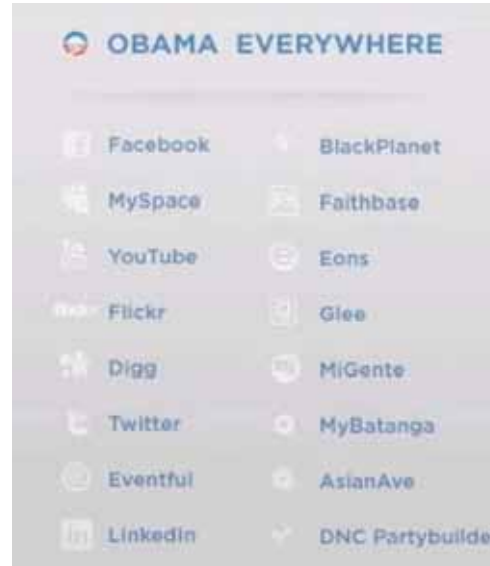 OBAMA EVERYWHERE
Facebook
BlackPlanet
MySpace
Faithbase
YouTube
Eons
Flickr
Glee
Digg
MiGente
Twitter
MyBatanga
Eventful
AsianAve
LinkedIn
DNC Partybuilde